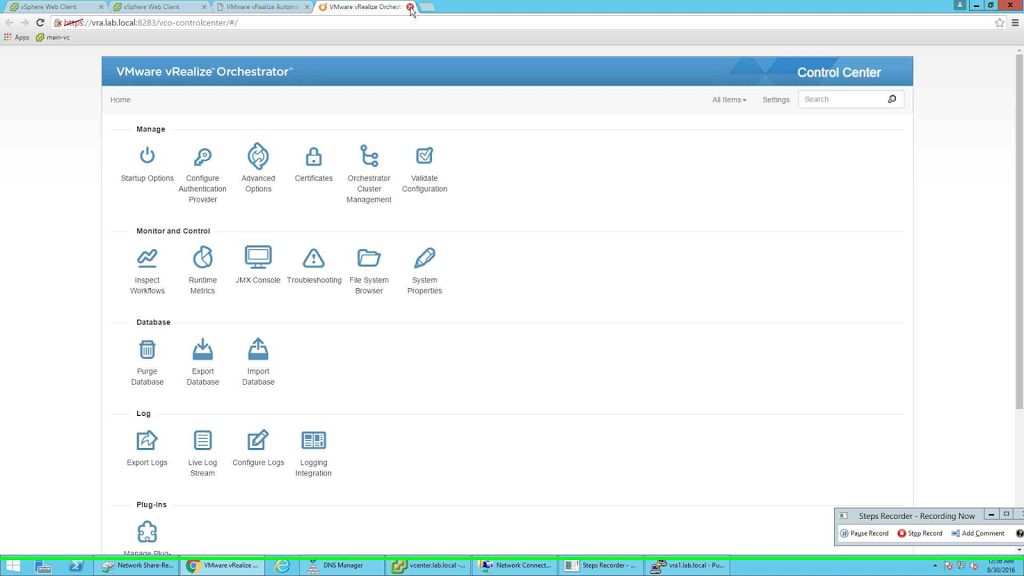 vSphere Web Client
vSphere Web Client
VMware vRealize Automa
VMware vRealize Orchest
https://vra.lab.local:8283/vco-controlcenter/#/
Apps
main-vc
VMware vRealize™ Orchestrator™
Control Center
Home
All Items
Settings
Search
Manage
Startup Options
Configure
Authentication
Provider
Advanced
Options
Certificates
Orchestrator
Cluster
Management
Validate
Configuration
Monitor and Control
Inspect
Workflows
Runtime
Metrics
JMX Console
Troubleshooting
File System
Browser
System
Properties
Database
Purge
Database
Export
Database
Import
Database
Log
Export Logs
Live Log
Stream
Configure Logs
Logging
Integration
Plug-Ins
Manage Plug-
Steps Recorder - Recording Now
Pause Record
Stop Record
Add Comment
Network Share-Re...
VMware vRealize ...
DNS Manager
vcenter.lab.local -...
Network Connect...
Steps Recorder - ...
vra1.lab.local - Pu...
12:56 AM
8/30/2016